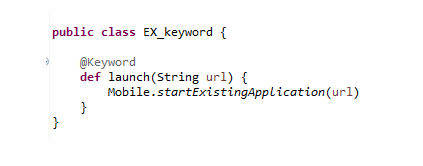 public class EX_keyword {
@Keyword
def launch(String url) {
Mobile.startExistingApplication(url)
}
}